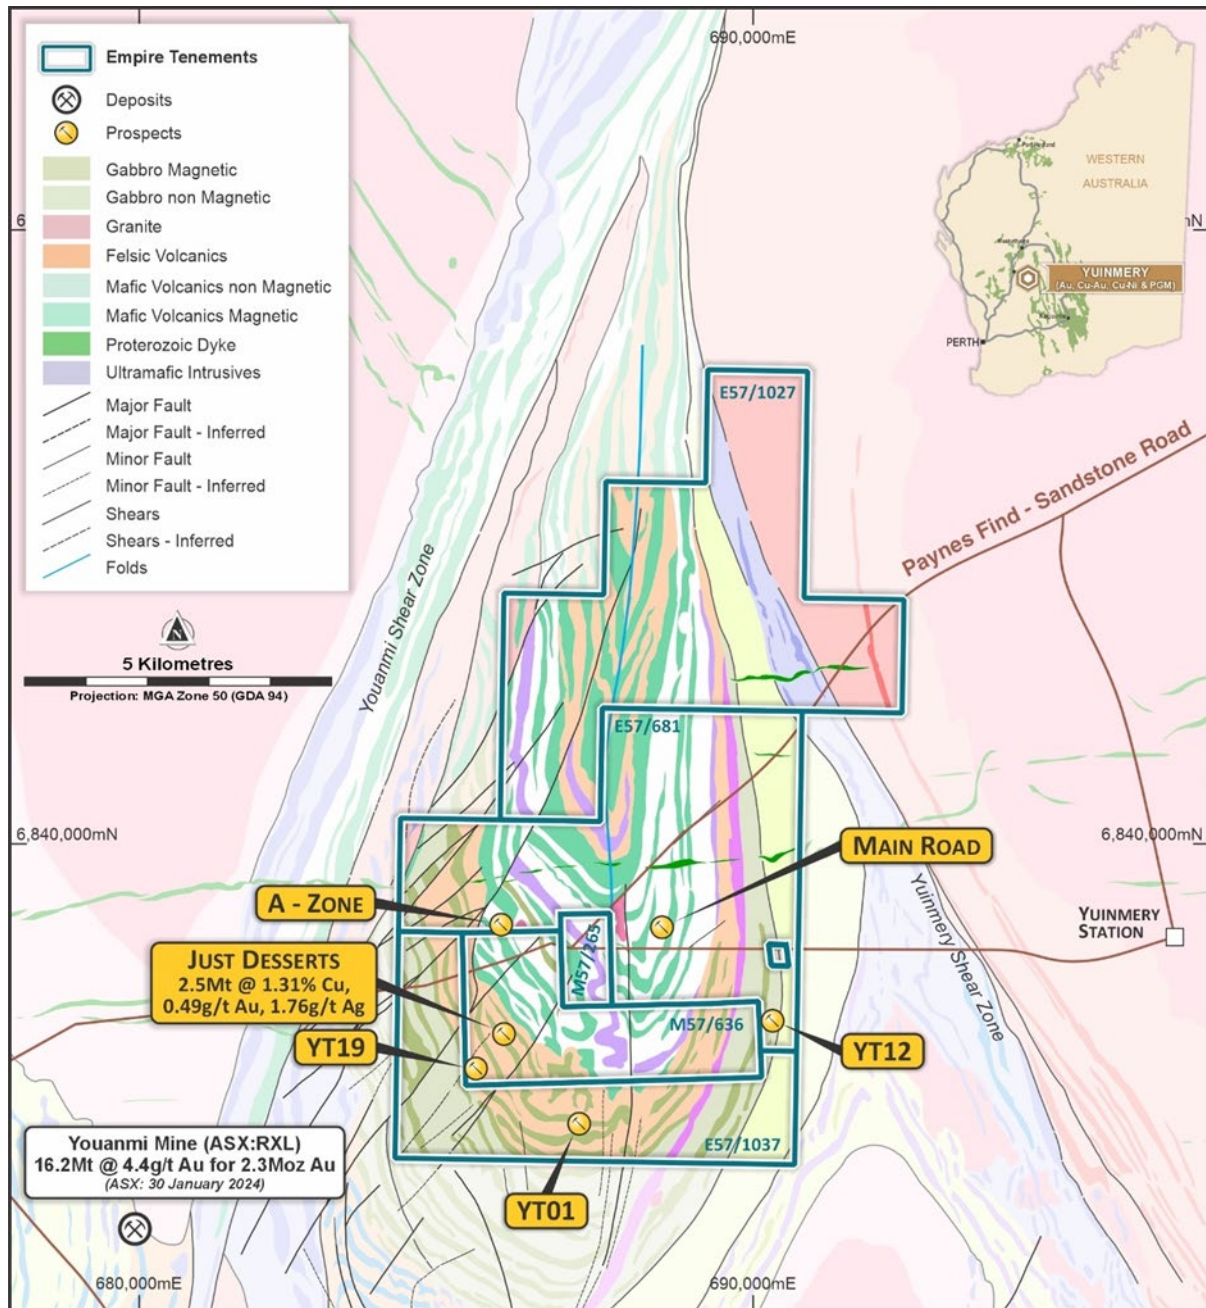 690,000mE
Empire Tenements
Deposits
Prospects
Gabbro Magnetic
Gabbro non Magnetic
Granite
Felsic Volcanics
Mafic Volcanics non Magnetic
Mafic Volcanics Magnetic
Proterozoic Dyke
Ultramafic Intrusives
Major Fault
Major Fault - Inferred
Minor Fault
Minor Fault - Inferred
Shears
Shears - Inferred
Folds
6
N
5 Kilometres
Projection: MGA Zone 50 (GDA 94)
WESTERN
AUSTRALIA
YUINMERY
(Au, Cu-Au, Cu-Ni & PGM)
PERTH
N
E57/1027
Paynes Find - Sandstone Road
Youanmi Shear Zone
E57/681
6,840,000mN
6,840,000mN
MAIN ROAD
A - ZONE
M57/265
YUINMERY
STATION
Yuinmery Shear Zone
JUST DESSERTS
2.5Mt @ 1.31% Cu,
0.49g/t Au, 1.76g/t Ag
M57/636
YT19
YT12
Youanmi Mine (ASX:RXL)
16.2Mt @ 4.4g/t Au for 2.3Moz Au
(ASX: 30 January 2024)
E57/1037
YT01
680,000mE
690,000mE